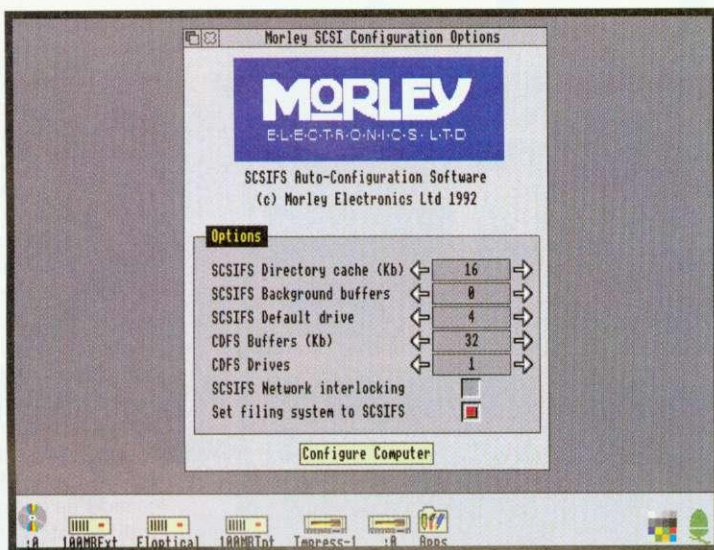 Morley SCSI Configuration Options
MORLEY
E·L·E·C·T·R·O·N·I·C·S· L·T·D
SCSIFS Auto-Configuration Software
(c) Morley Electronics Ltd 1992
Options
SCSIFS Directory cache (Kb) 16
SCSIFS Background buffers 0
SCSIFS Default drive 4
CDFS Buffers (Kb) 32
CDFS Drives 1
SCSIFS Network interlocking
Set filing system to SCSIFS
Configure Computer
:0 100MBExt Floptical 100MBInt Impress-1 :0 Apps